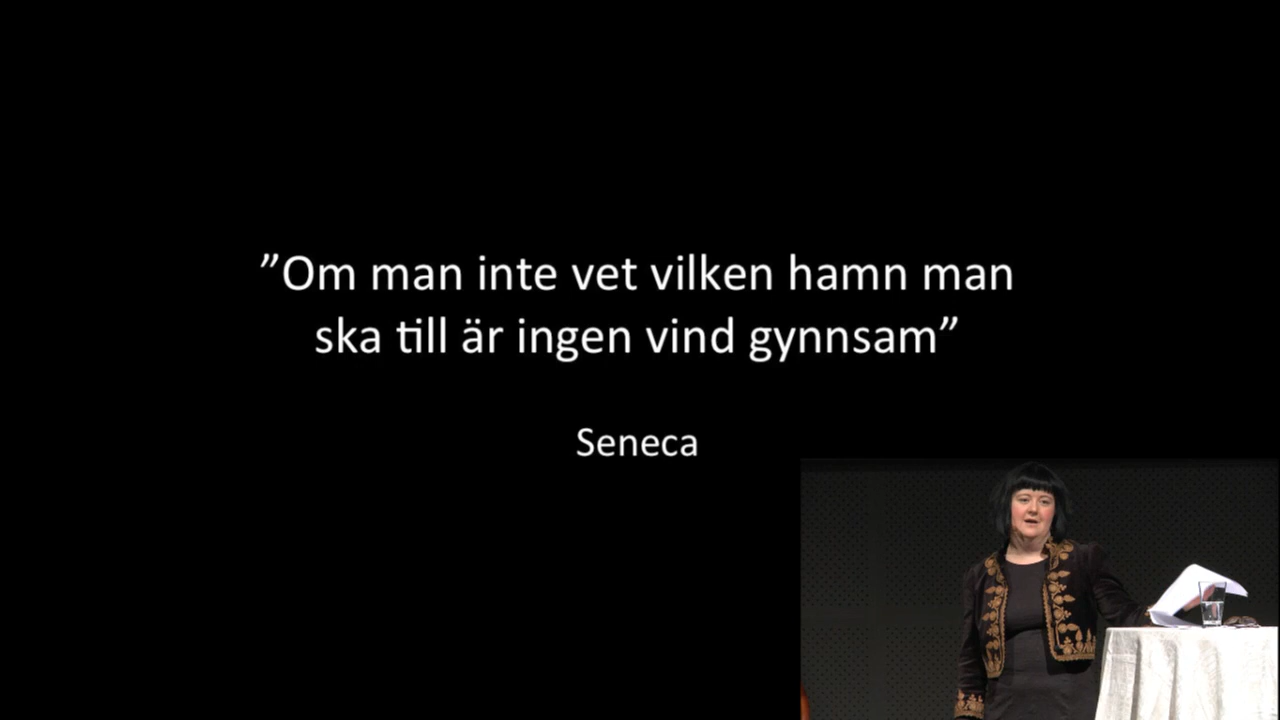 ”Om man inte vet vilken hamn man
ska till är ingen vind gynnsam”
Seneca